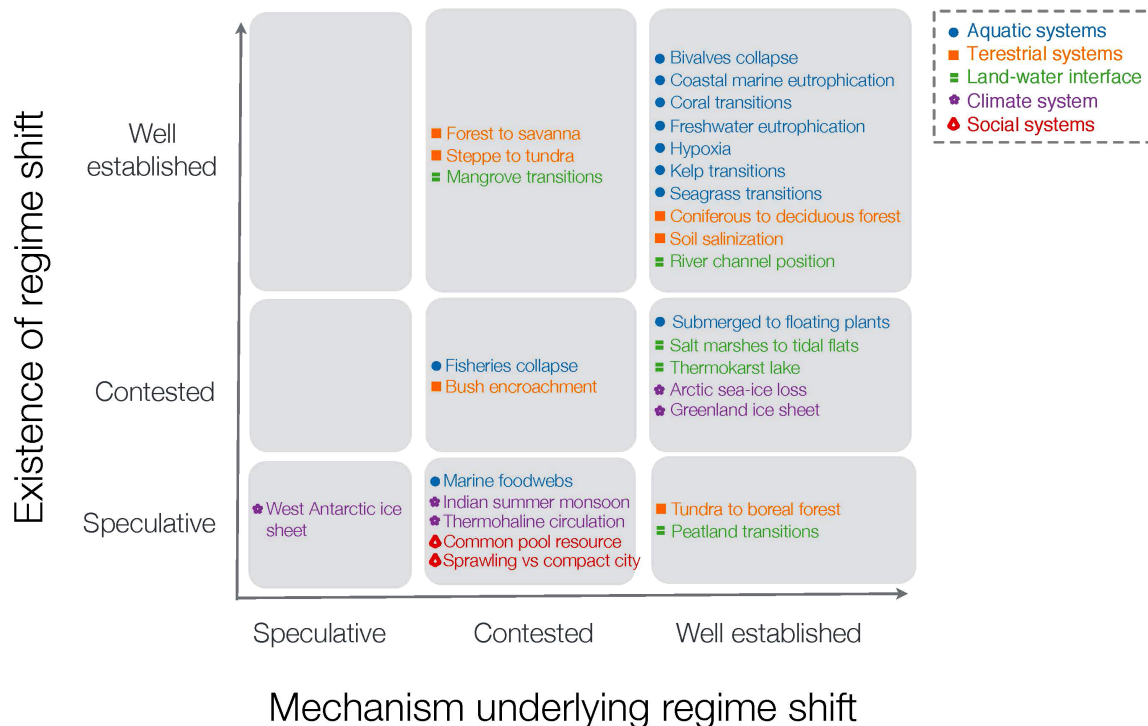 Aquatic systems
Terestrial systems
Land-water interface
Climate system
Social systems
Existence of regime shift
Well
established
Forest to savanna
Steppe to tundra
Mangrove transitions
Bivalves collapse
Coastal marine eutrophication
Coral transitions
Freshwater eutrophication
Hypoxia
Kelp transitions
Seagrass transitions
Coniferous to deciduous forest
Soil salinization
River channel position
Contested
Fisheries collapse
Bush encroachment
Submerged to floating plants
Salt marshes to tidal flats
Thermokarst lake
Arctic sea-ice loss
Greenland ice sheet
Speculative
West Antarctic ice
sheet
Marine foodwebs
Indian summer monsoon
Thermohaline circulation
Common pool resource
Sprawling vs compact city
Tundra to boreal forest
Peatland transitions
Speculative
Contested
Well established
Mechanism underlying regime shift